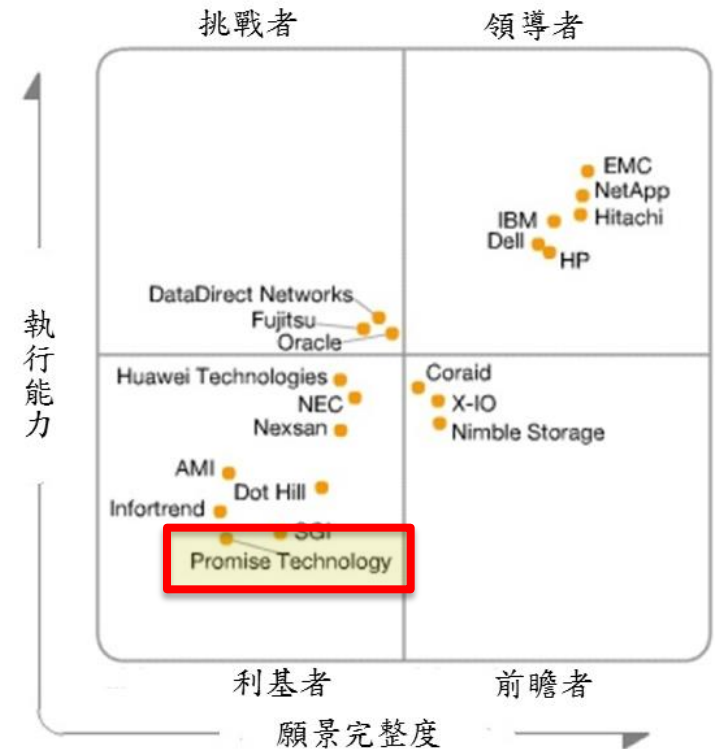 挑戰者
領導者
EMC
NetApp
IBM
Hitachi
Dell
HP
DataDirect Networks
Fujitsu
Oracle
執行能力
Huawei Technologies
Coraid
NEC
X-IO
Nexsan
Nimble Storage
AMI
Dot Hill
Infortrend
SGI
Promise Technology
利基者
前瞻者
願景完整度